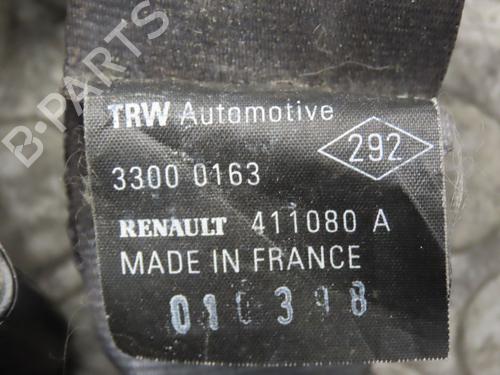 B-PARTS
TRW Automotive
292
3300 0163
RENAULT 411080 A
MADE IN FRANCE
010398